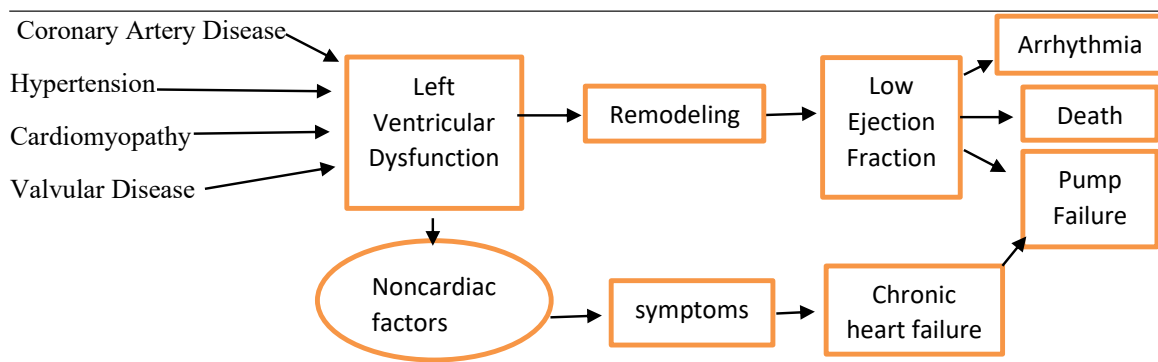 Coronary Artery Disease
Hypertension
Cardiomyopathy
Valvular Disease
Left
Ventricular
Dysfunction
Remodeling
Low
Ejection
Fraction
Arrhythmia
Death
Pump
Failure
Noncardiac
factors
symptoms
Chronic
heart failure